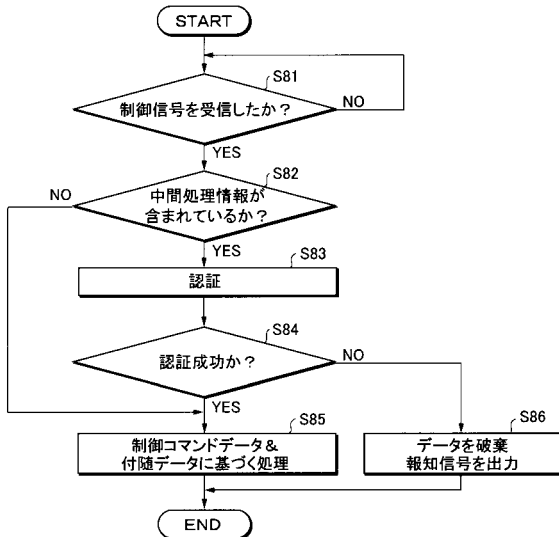 START
S81
制御信号を受信したか？
NO
YES
S82
NO
中間処理情報が
含まれているか？
YES
S83
認証
S84
認証成功か？
NO
YES
S85
制御コマンドデータ＆
付随データに基づく処理
S86
データを破棄
報知信号を出力
END